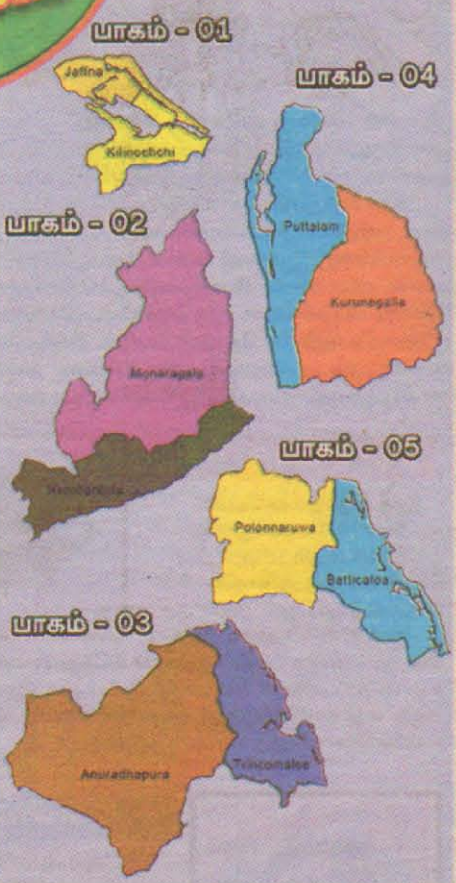 பாகம் - 01
Jaffna
Kilinochchi
பாகம் - 04
Puttalam
Kurunegalla
பாகம் - 02
Monaragala
Hambantota
பாகம் - 05
Polonnaruwa
Batticaloa
பாகம் - 03
Anuradhapura
Trincomalee